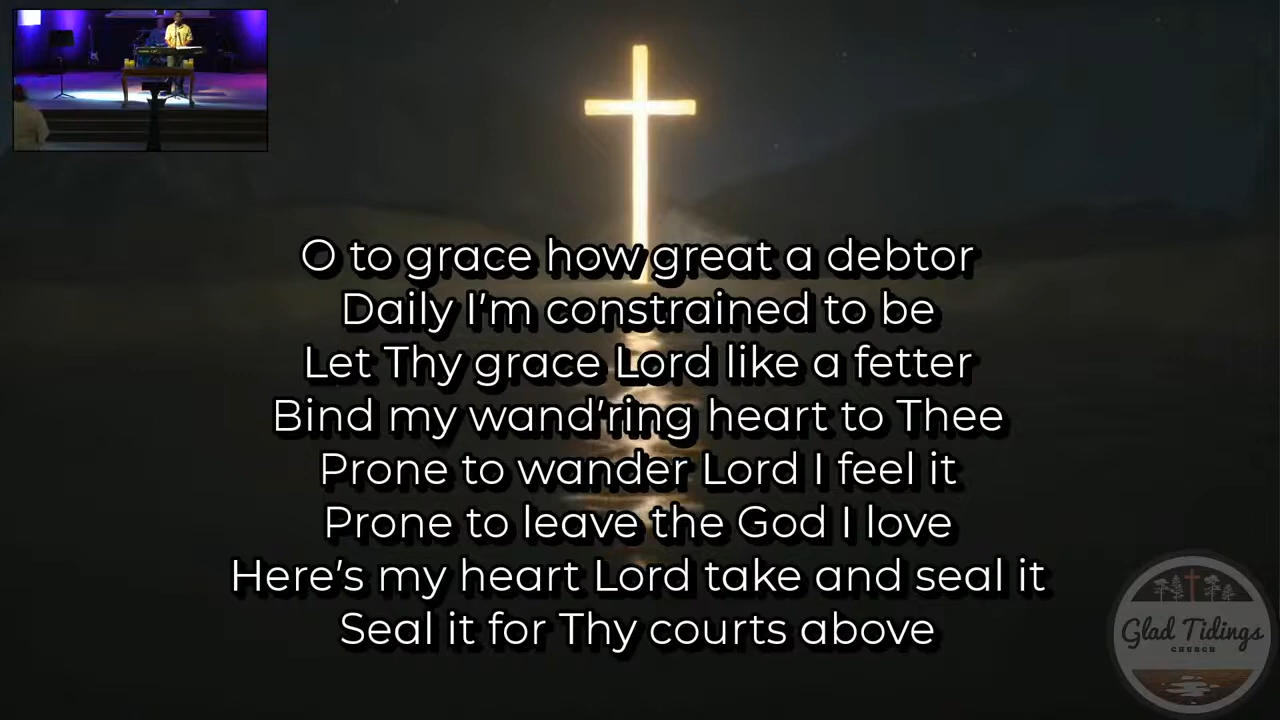 O to grace how great a debtor
Daily I'm constrained to be
Let Thy grace Lord like a fetter
Bind my wand'ring heart to Thee
Prone to wander Lord I feel it
Prone to leave the God I love
Here's my heart Lord take and seal it
Seal it for Thy courts above
Glad Tidings
CHURCH